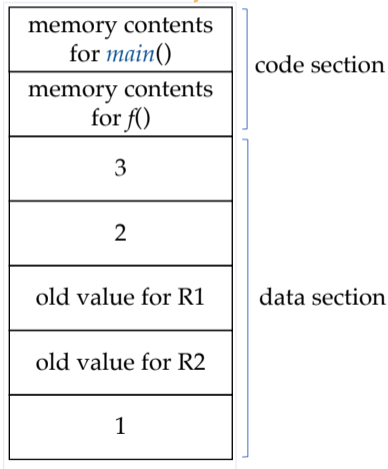 memory contents
for main()
code section
memory contents
for f()
3
2
old value for R1
data section
old value for R2
1